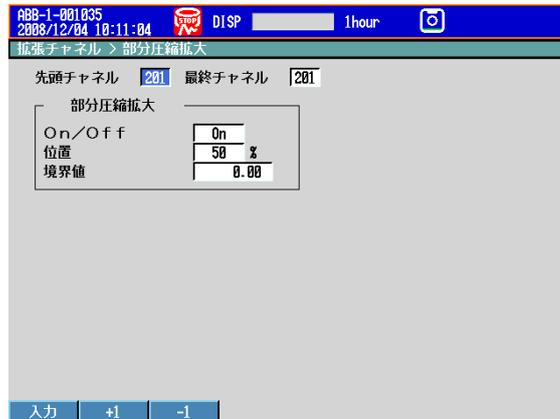 ABB-1-001035
2008/12/04 10:11:04
STOP
DISP
1hour
拡張チャネル > 部分圧縮拡大
先頭チャネル 201 最終チャネル 201
部分圧縮拡大
On/Off On
位置 50 %
境界値 0.00
入力 +1 -1